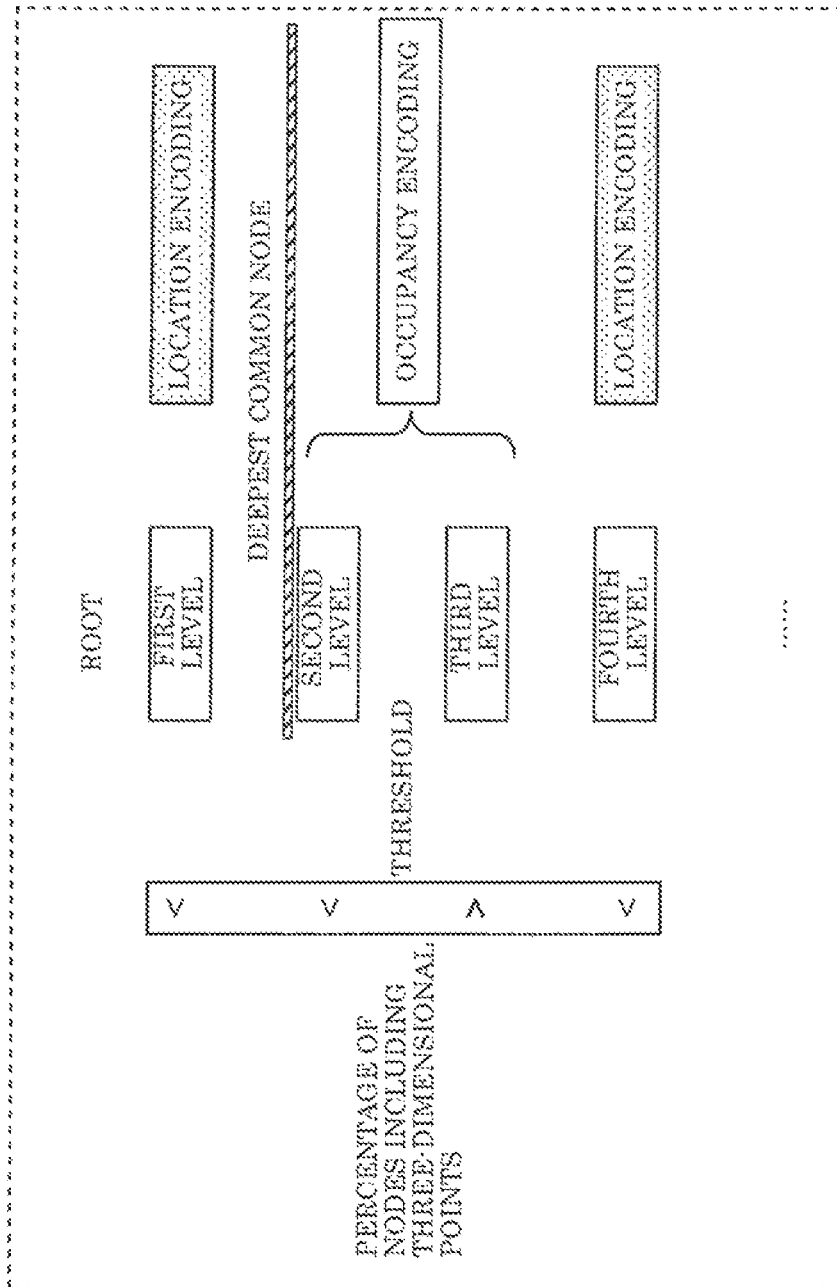 ROOT
<
FIRST
LEVEL
LOCATION ENCODING
DEEPEST COMMON NODE
<
SECOND
LEVEL
PERCENTAGE OF
NODES INCLUDING
THREE-DIMENSIONAL
POINTS
THRESHOLD
OCCUPANCY ENCODING
>
THIRD
LEVEL
<
FOURTH
LEVEL
LOCATION ENCODING
.....